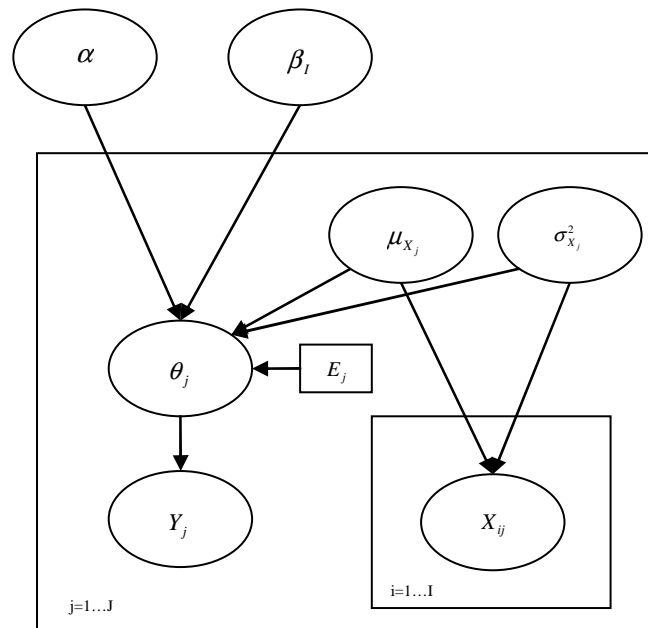 α
β_I
μ_{X_j}
σ²_{X_j}
θ_j
E_j
Y_j
X_{ij}
i=1…I
j=1…J